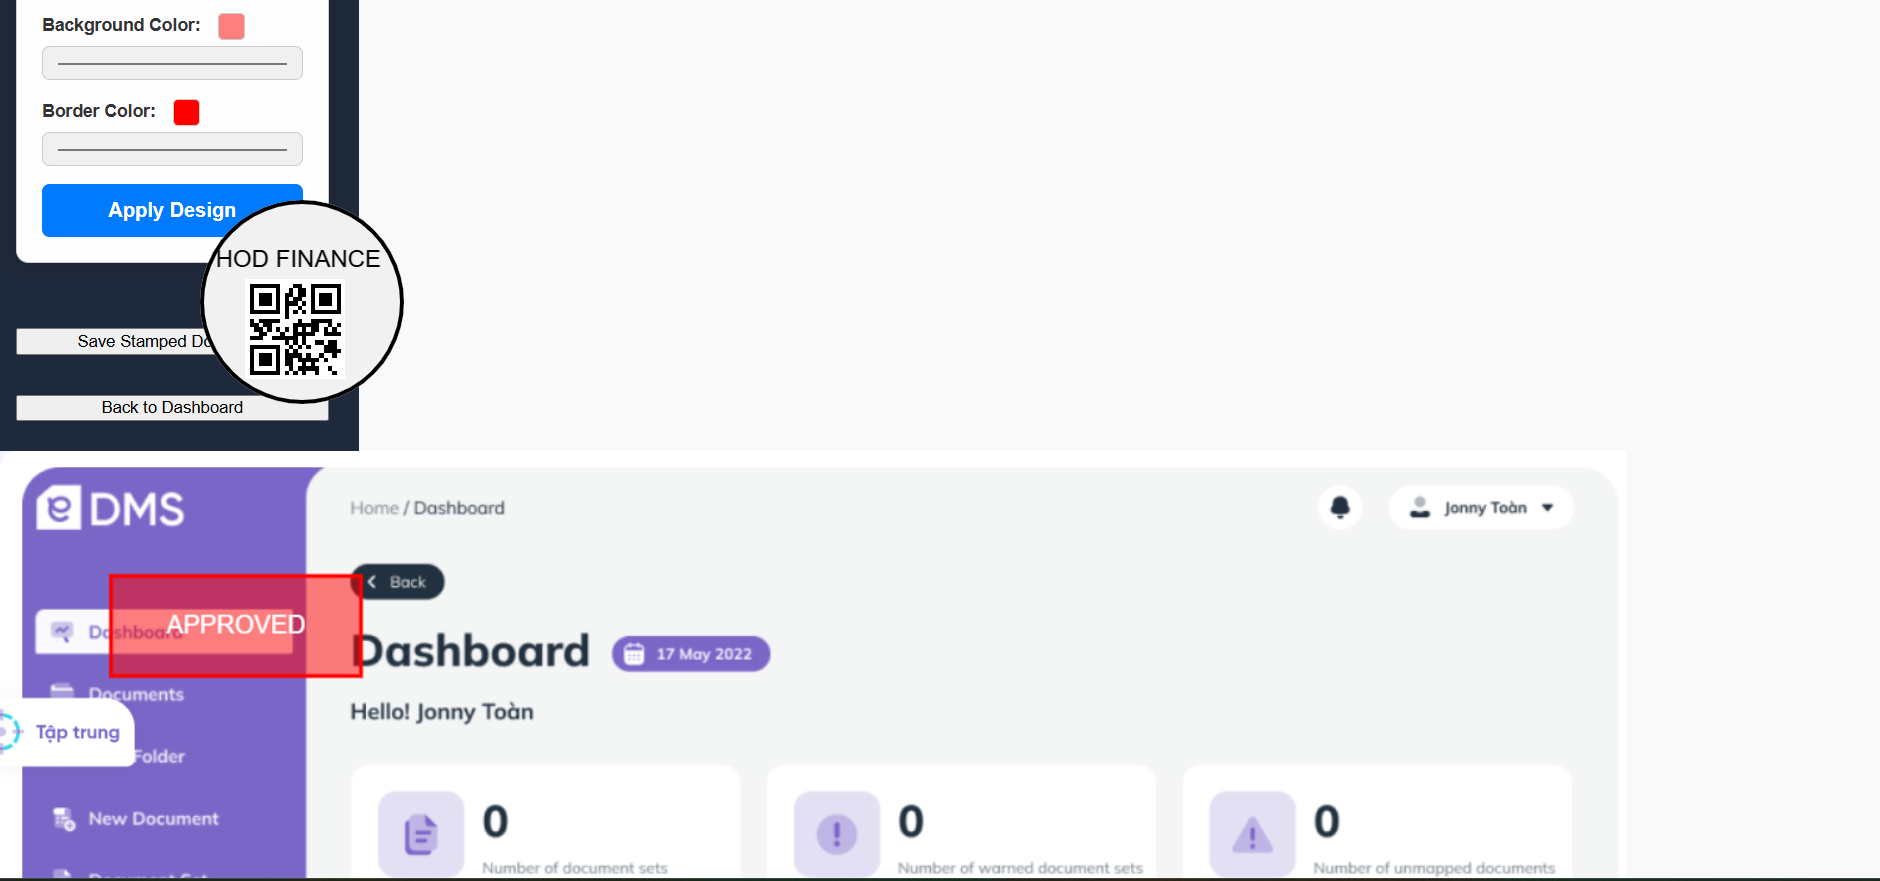 Background Color:
Border Color:
Apply Design
HOD FINANCE
Save Stamped Do
Back to Dashboard
DMS
Home / Dashboard
Jonny Toàn
Back
APPROVED
Dashboard
Dashboard
17 May 2022
Documents
Hello! Jonny Toàn
Tập trung
Folder
New Document
0
Number of document sets
0
Number of warned document sets
0
Number of unmapped documents
Document Set